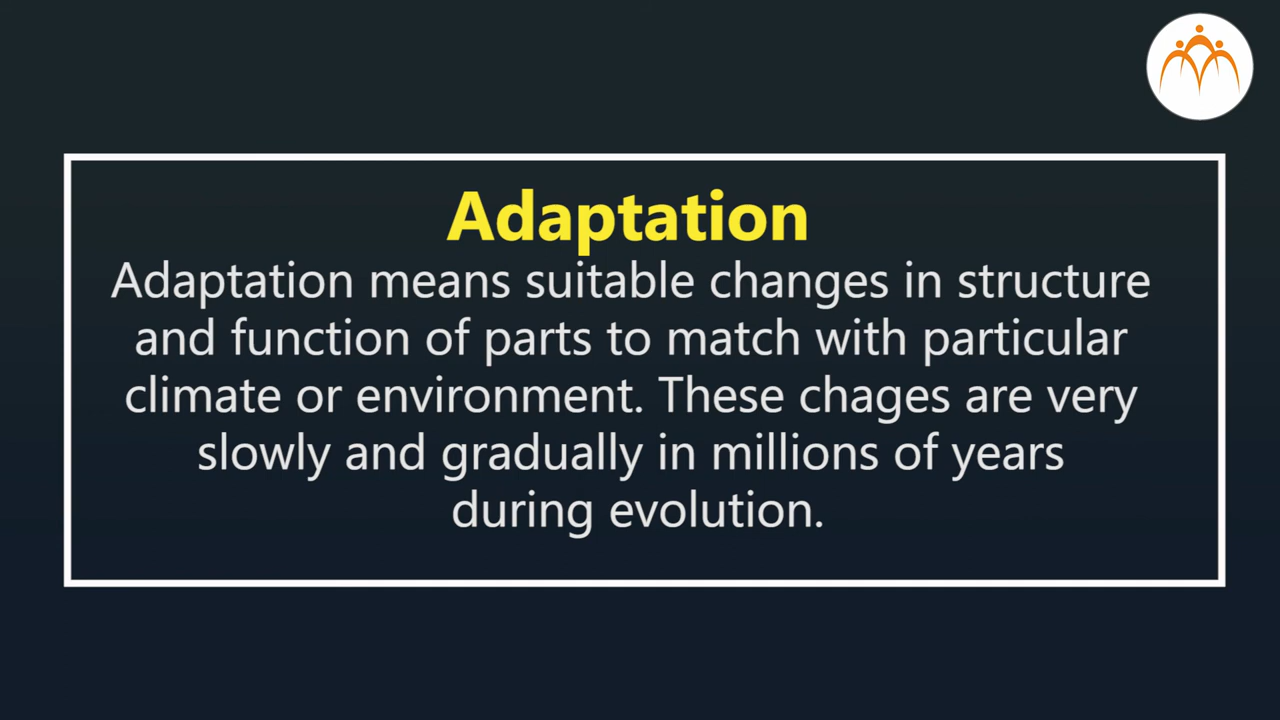 Adaptation
Adaptation means suitable changes in structure
and function of parts to match with particular
climate or environment. These chages are very
slowly and gradually in millions of years
during evolution.